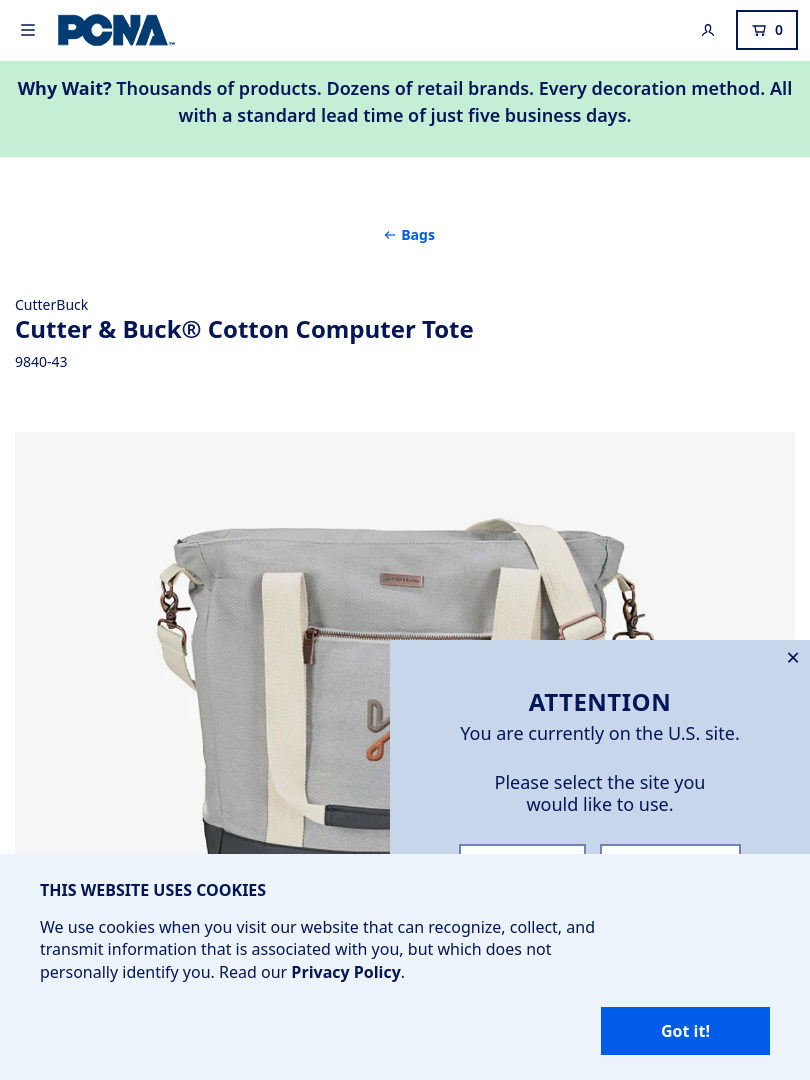 PCNA
0
Why Wait? Thousands of products. Dozens of retail brands. Every decoration method. All
with a standard lead time of just five business days.
← Bags
CutterBuck
Cutter & Buck® Cotton Computer Tote
9840-43
ATTENTION
You are currently on the U.S. site.
Please select the site you
would like to use.
THIS WEBSITE USES COOKIES
We use cookies when you visit our website that can recognize, collect, and
transmit information that is associated with you, but which does not
personally identify you. Read our Privacy Policy.
Got it!